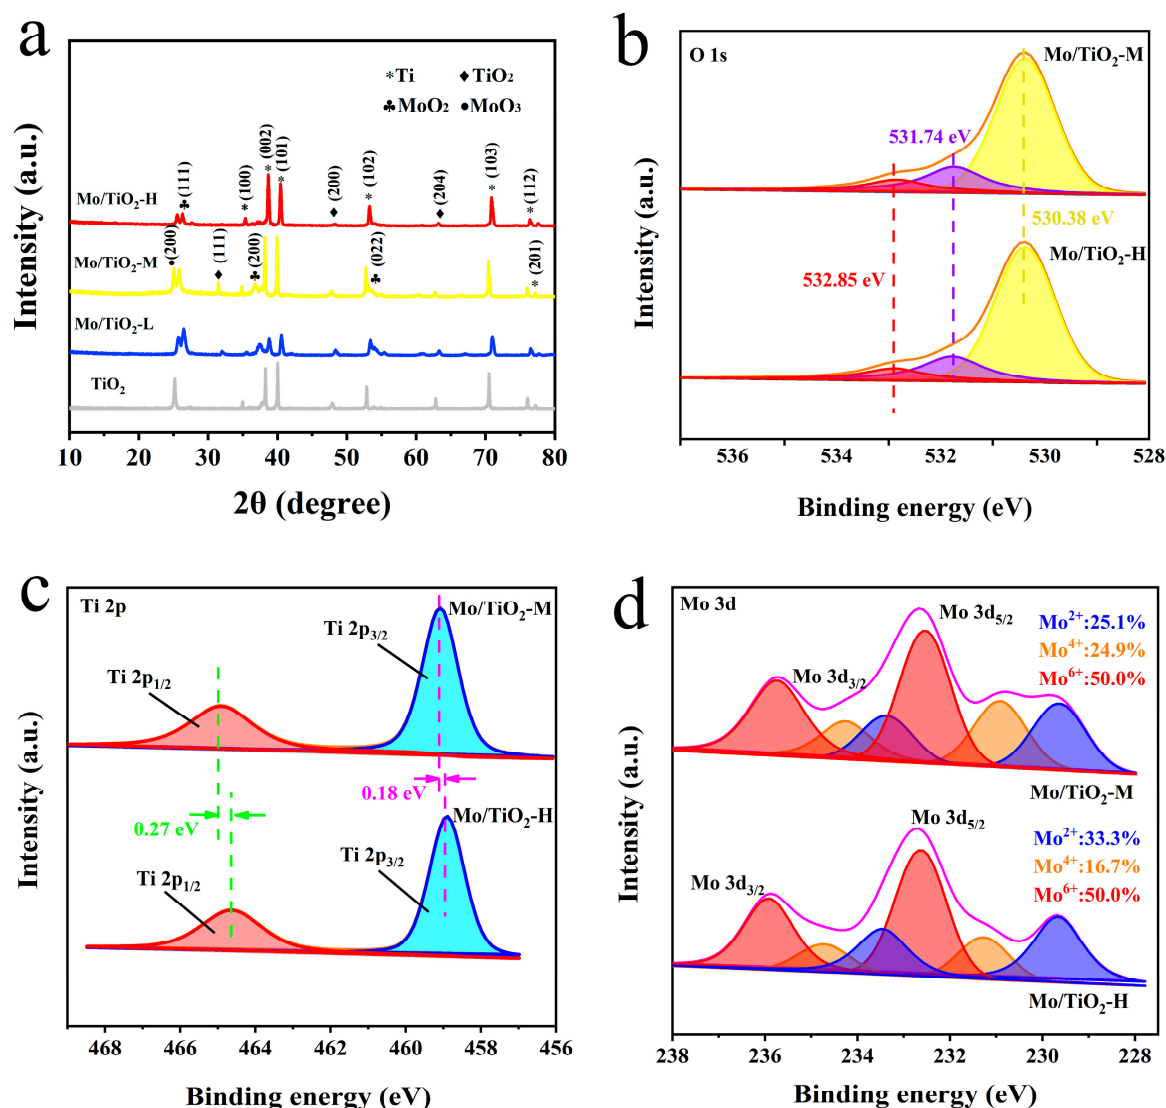 a
*Ti ♦TiO₂
♣MoO₂ •MoO₃
Mo/TiO₂-H
♣ (111)
* (100)
* (002)
* (101)
♦ (200)
* (102)
♦ (204)
* (103)
* (112)
Mo/TiO₂-M
•(200)
♦ (111)
♣ (200)
♣ (022)
* (201)
Mo/TiO₂-L
TiO₂
Intensity (a.u.)
10 20 30 40 50 60 70 80
2θ (degree)
b
O 1s
Mo/TiO₂-M
531.74 eV
530.38 eV
Mo/TiO₂-H
532.85 eV
Intensity (a.u.)
536 534 532 530 528
Binding energy (eV)
c
Ti 2p
Mo/TiO₂-M
Ti 2p₃/₂
Ti 2p₁/₂
0.18 eV
0.27 eV
Mo/TiO₂-H
Ti 2p₃/₂
Ti 2p₁/₂
Intensity (a.u.)
468 466 464 462 460 458 456
Binding energy (eV)
d
Mo 3d
Mo 3d₅/₂
Mo²⁺:25.1%
Mo⁴⁺:24.9%
Mo⁶⁺:50.0%
Mo 3d₃/₂
Mo/TiO₂-M
Mo 3d₅/₂
Mo²⁺:33.3%
Mo⁴⁺:16.7%
Mo⁶⁺:50.0%
Mo 3d₃/₂
Mo/TiO₂-H
Intensity (a.u.)
238 236 234 232 230 228
Binding energy (eV)